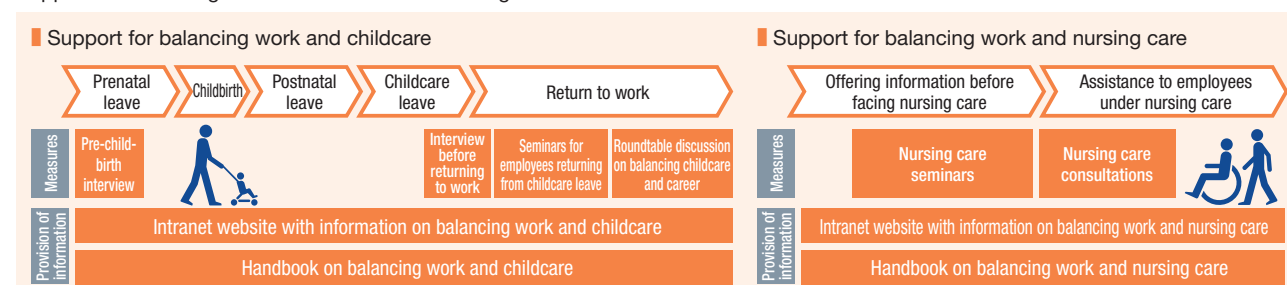 Support for balancing work and childcare
Prenatal
leave
Childbirth
Postnatal
leave
Childcare
leave
Return to work
Measures
Pre-child-
birth
interview
Interview
before
returning
to work
Seminars for
employees returning
from childcare leave
Roundtable discussion
on balancing childcare
and career
Provision of
information
Intranet website with information on balancing work and childcare
Handbook on balancing work and childcare
Support for balancing work and nursing care
Offering information before
facing nursing care
Assistance to employees
under nursing care
Measures
Nursing care
seminars
Nursing care
consultations
Provision of
information
Intranet website with information on balancing work and nursing care
Handbook on balancing work and nursing care